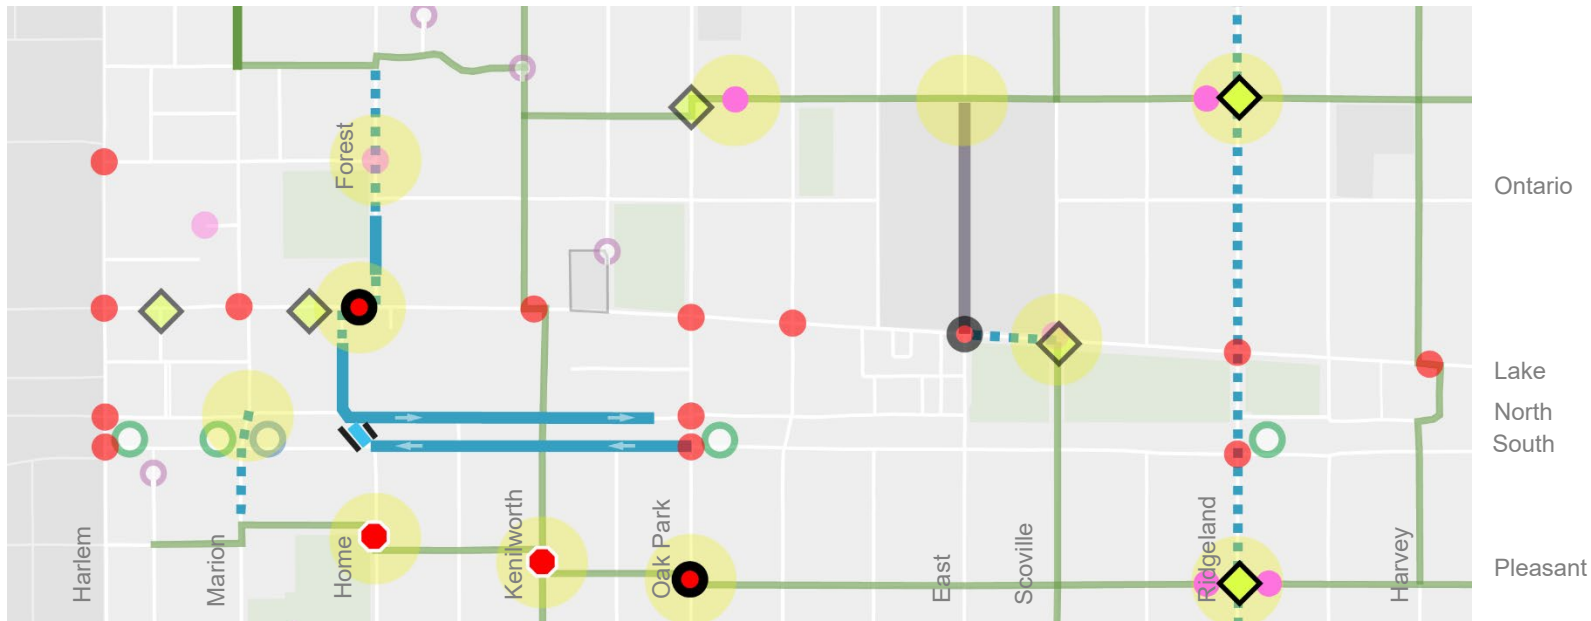 Forest
Ontario
Lake
North
South
Harlem
Marion
Home
Kenilworth
Oak Park
East
Scoville
Ridgeland
Harvey
Pleasant